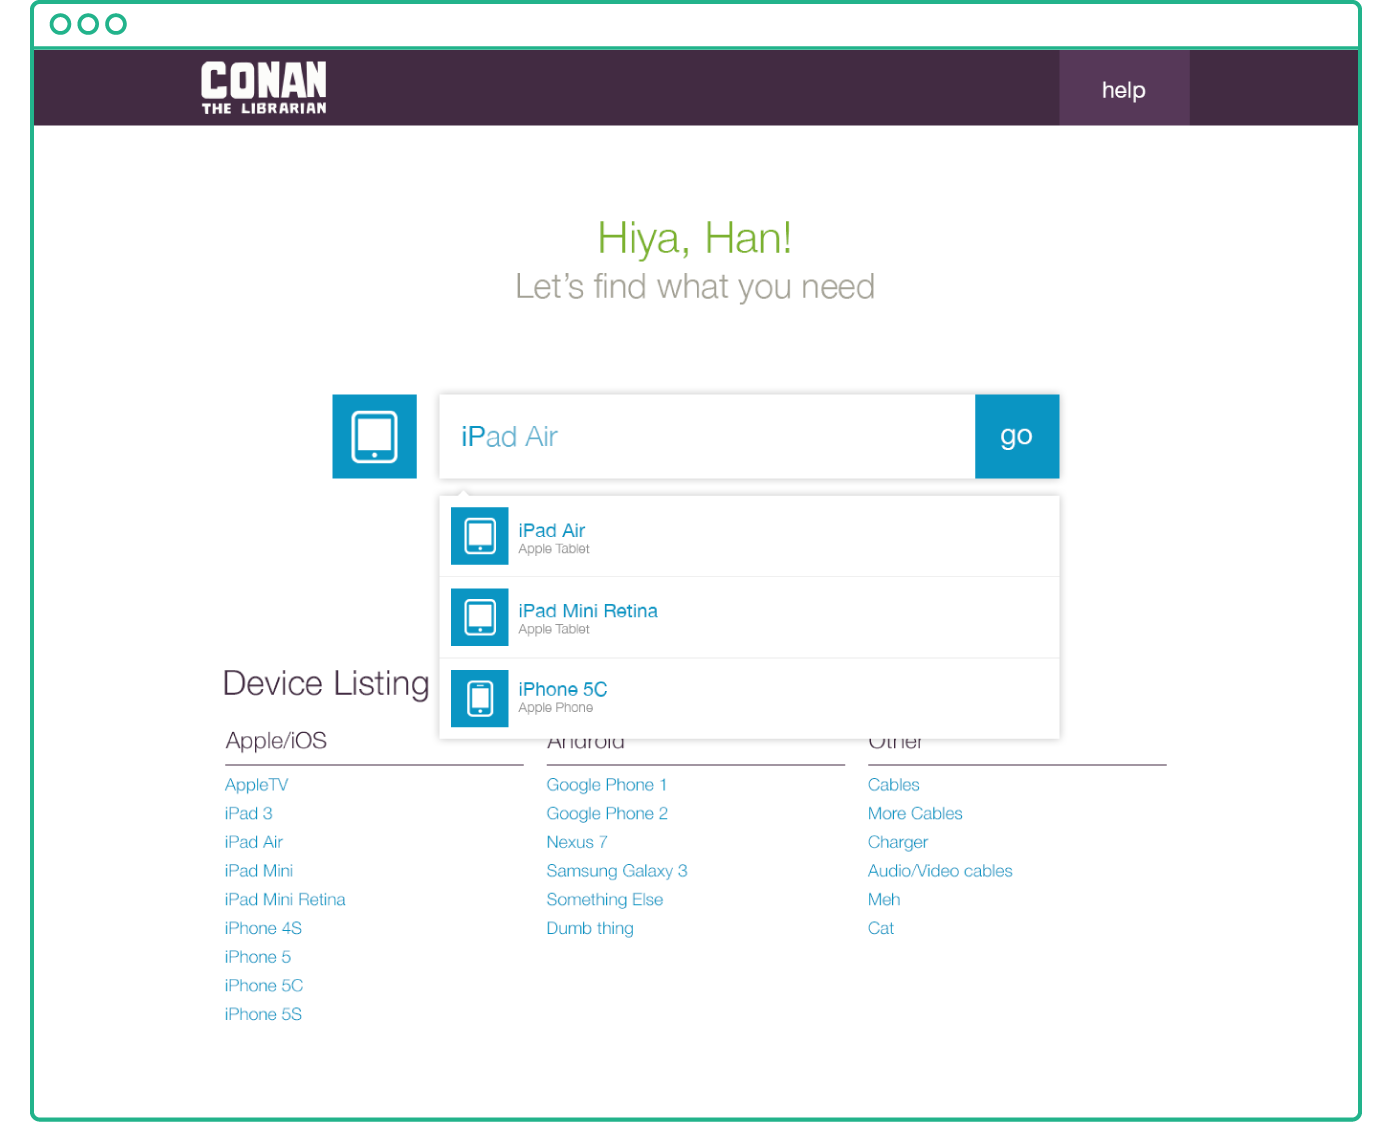 CONAN
THE LIBRARIAN
help
Hiya, Han!
Let's find what you need
iPad Air
go
iPad Air
Apple Tablet
iPad Mini Retina
Apple Tablet
iPhone 5C
Apple Phone
Device Listing
Apple/iOS
AppleTV
iPad 3
iPad Air
iPad Mini
iPad Mini Retina
iPhone 4S
iPhone 5
iPhone 5C
iPhone 5S
Android
Google Phone 1
Google Phone 2
Nexus 7
Samsung Galaxy 3
Something Else
Dumb thing
Other
Cables
More Cables
Charger
Audio/Video cables
Meh
Cat